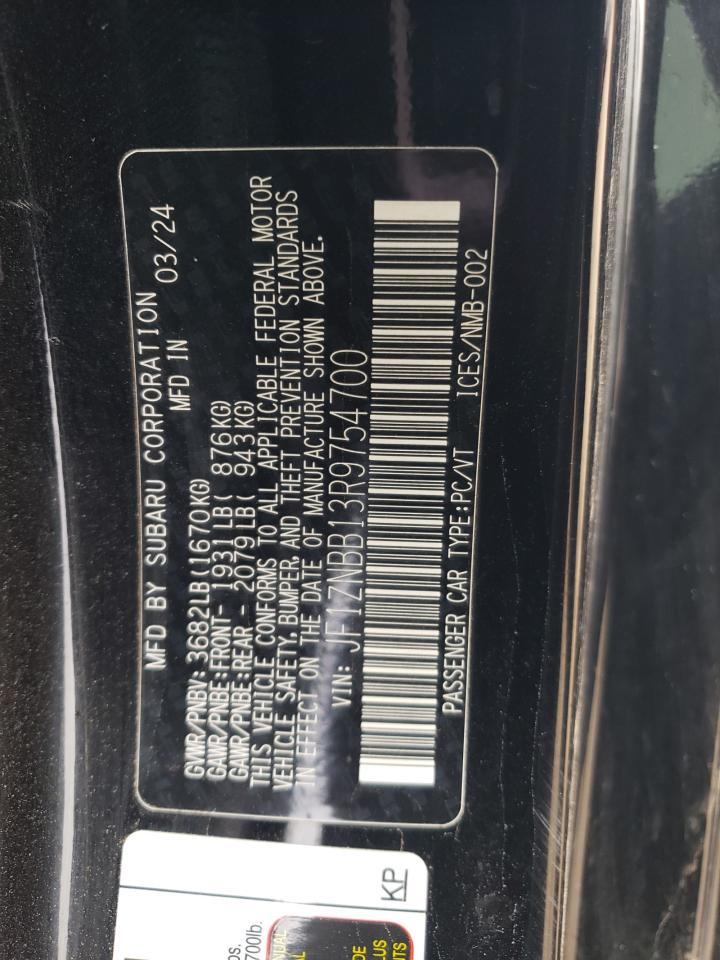 MFD BY SUBARU CORPORATION
MFD IN 03/24
GVWR/PNBV: 3682LB(1670KG)
GAWR/PNBE:FRONT- 1931LB( 876KG)
GAWR/PNBE:REAR - 2079LB( 943KG)
THIS VEHICLE CONFORMS TO ALL APPLICABLE FEDERAL MOTOR
VEHICLE SAFETY, BUMPER, AND THEFT PREVENTION STANDARDS
IN EFFECT ON THE DATE OF MANUFACTURE SHOWN ABOVE.
VIN: JF1ZNBB13R9754700
PASSENGER CAR TYPE:PC/VT ICES/NMB-002
KP
700lb.